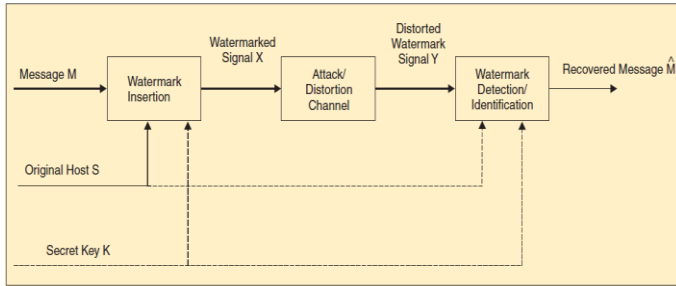 Message M
Watermark
Insertion
Watermarked
Signal X
Attack/
Distortion
Channel
Distorted
Watermark
Signal Y
Watermark
Detection/
Identification
Recovered Message M̂
Original Host S
Secret Key K